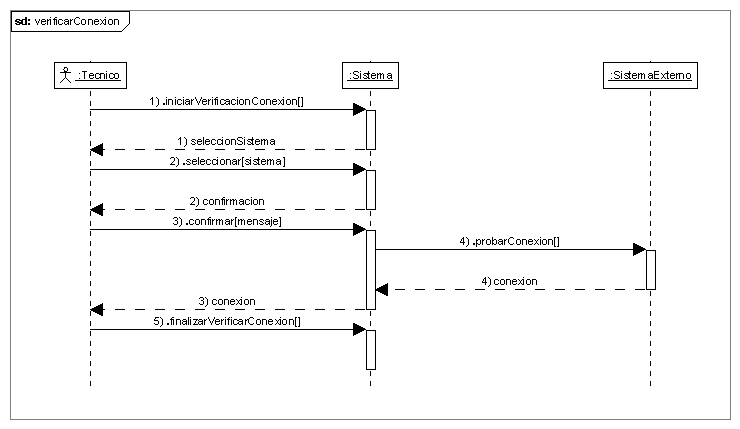 sd: verificarConexion
:Tecnico
:Sistema
:SistemaExterno
1) .iniciarVerificacionConexion[]
1) seleccionSistema
2) .seleccionar[sistema]
2) confirmacion
3) .confirmar[mensaje]
4) .probarConexion[]
4) conexion
3) conexion
5) .finalizarVerificarConexion[]